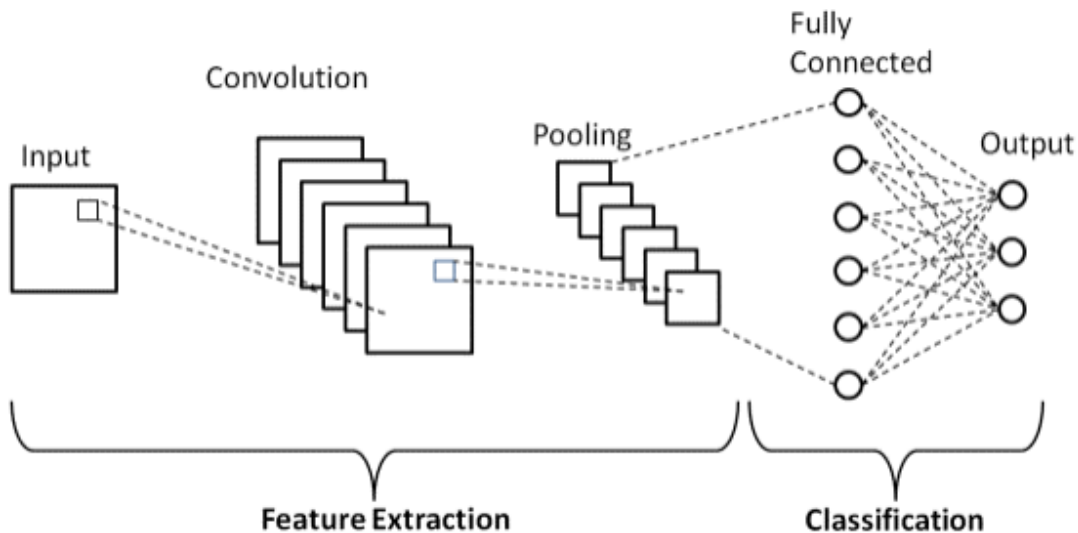 Input
Convolution
Pooling
Fully
Connected
Output
Feature Extraction
Classification